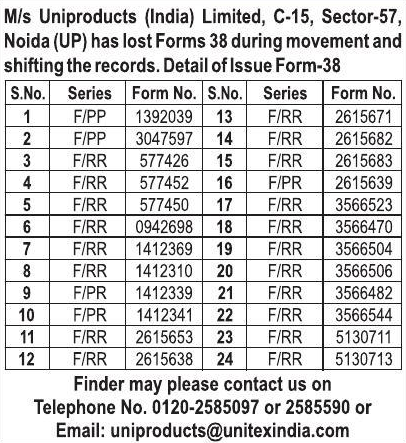 M/s Uniproducts (India) Limited, C-15, Sector-57,
Noida (UP) has lost Forms 38 during movement and
shifting the records. Detail of Issue Form-38
S.No. Series Form No. S.No. Series Form No.
1 F/PP 1392039 13 F/RR 2615671
2 F/PP 3047597 14 F/RR 2615682
3 F/RR 577426 15 F/RR 2615683
4 F/RR 577452 16 F/PR 2615639
5 F/RR 577450 17 F/RR 3566523
6 F/RR 0942698 18 F/RR 3566470
7 F/RR 1412369 19 F/RR 3566504
8 F/RR 1412310 20 F/RR 3566506
9 F/PR 1412339 21 F/RR 3566482
10 F/PR 1412341 22 F/RR 3566544
11 F/RR 2615653 23 F/RR 5130711
12 F/RR 2615638 24 F/RR 5130713
Finder may please contact us on
Telephone No. 0120-2585097 or 2585590 or
Email: uniproducts@unitexindia.com